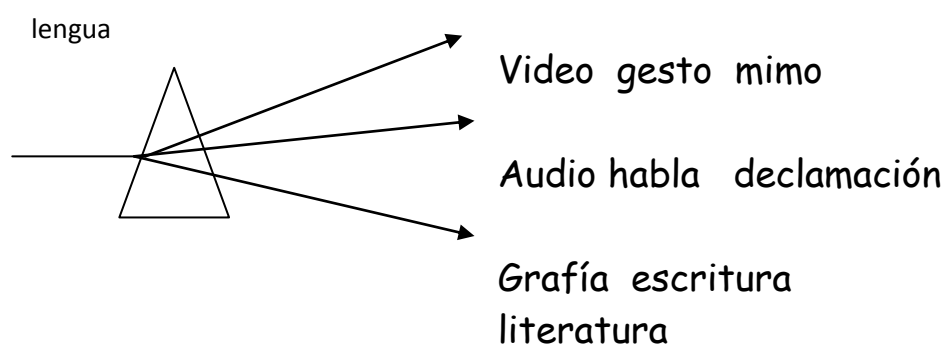 lengua
Video gesto mimo
Audio habla declamación
Grafía escritura
literatura